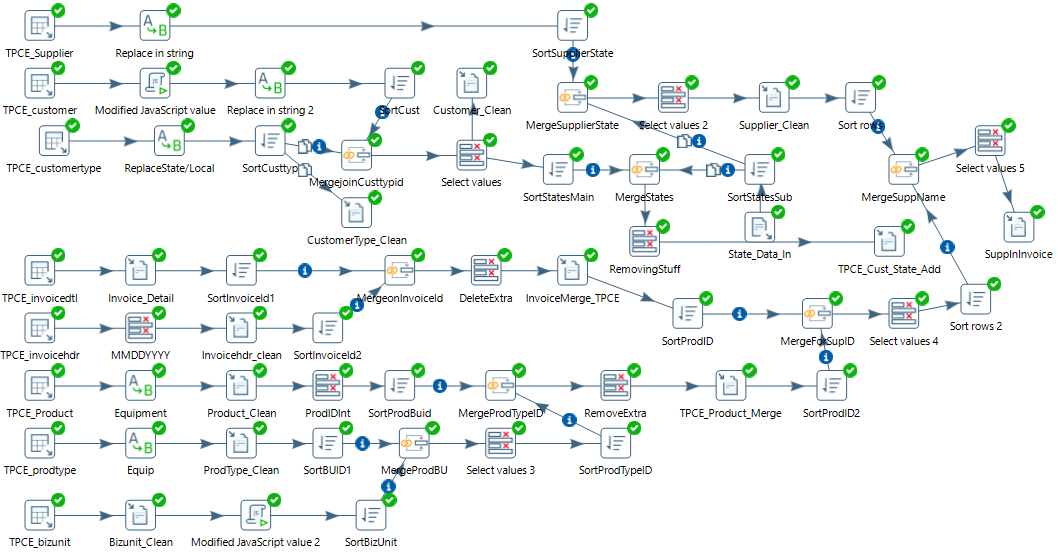 TPCE_Supplier
Replace in string
SortSupplierState
TPCE_customer
Modified JavaScript value
Replace in string 2
SortCust
Customer_Clean
MergeSupplierState
Select values 2
Supplier_Clean
Sort rows
TPCE_customertype
ReplaceState/Local
SortCusttyp
MergejoinCusttypid
Select values
SortStatesMain
MergeStates
SortStatesSub
MergeSuppName
Select values 5
CustomerType_Clean
RemovingStuff
State_Data_In
TPCE_Cust_State_Add
SuppInInvoice
TPCE_invoicedtl
Invoice_Detail
SortInvoiceId1
MergeonInvoiceId
DeleteExtra
InvoiceMerge_TPCE
TPCE_invoicehdr
MMDDYYYY
Invoicehdr_clean
SortInvoiceId2
SortProdID
MergeForSupID
Select values 4
Sort rows 2
TPCE_Product
Equipment
Product_Clean
ProdIDInt
SortProdBuid
MergeProdTypeID
RemoveExtra
TPCE_Product_Merge
SortProdID2
TPCE_prodtype
Equip
ProdType_Clean
SortBUID1
MergeProdBU
Select values 3
SortProdTypeID
TPCE_bizunit
Bizunit_Clean
Modified JavaScript value 2
SortBizUnit